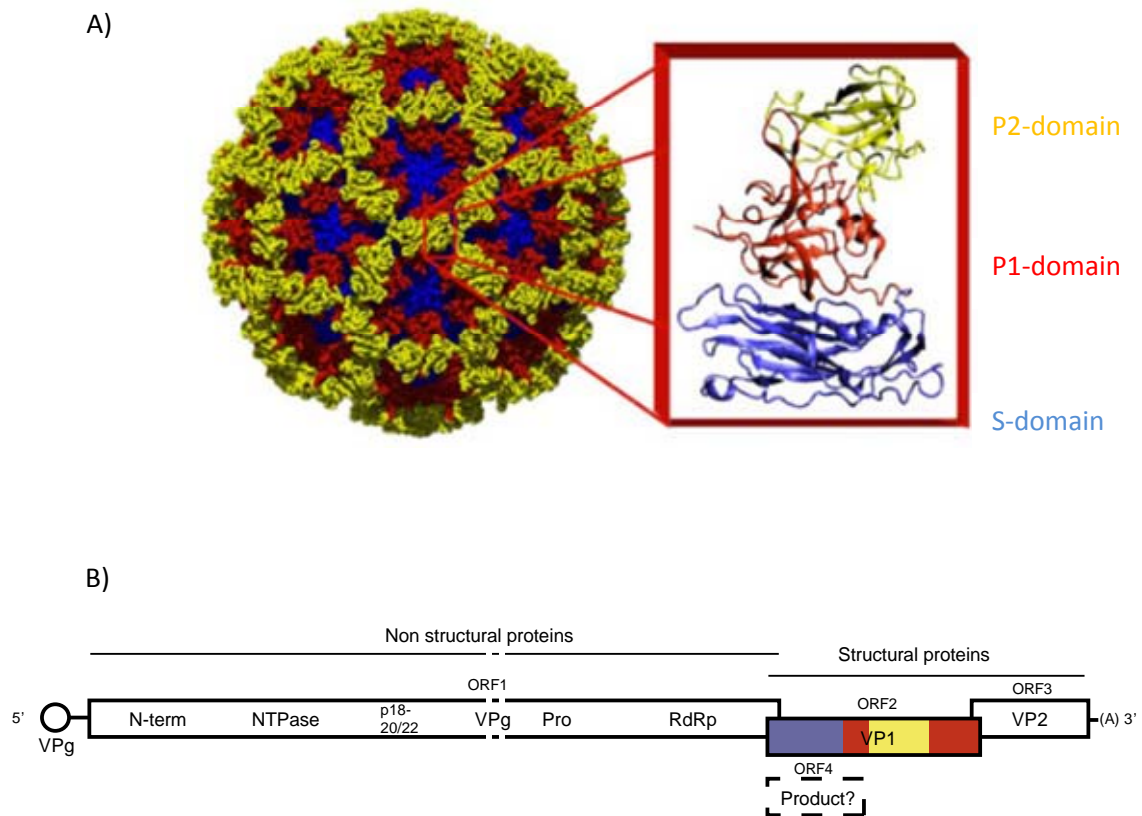 A)
P2-domain
P1-domain
S-domain
B)
Non structural proteins
Structural proteins
ORF1
ORF3
ORF2
5'
N-term
NTPase
p18-
20/22
VPg
Pro
RdRp
VP1
VP2
(A) 3'
VPg
ORF4
Product?